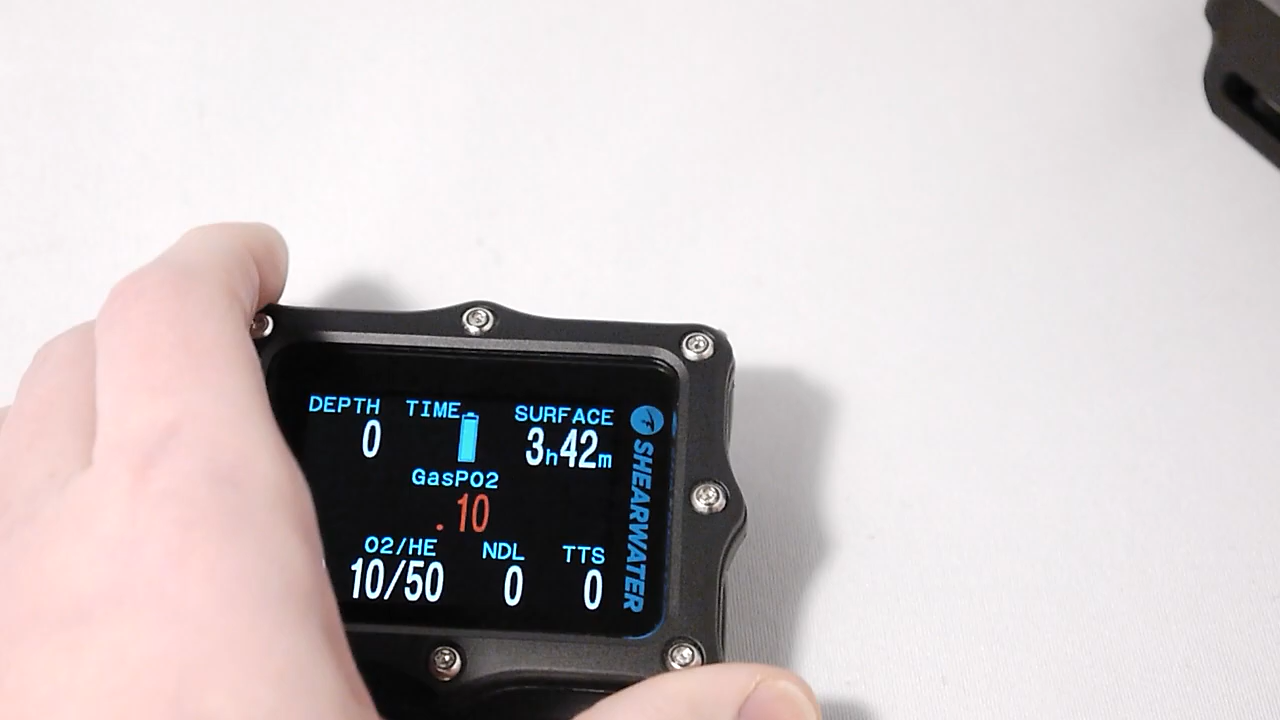 DEPTH TIME SURFACE
0 3h42m
GasPO2
.10
O2/HE NDL TTS
10/50 0 0
SHEARWATER